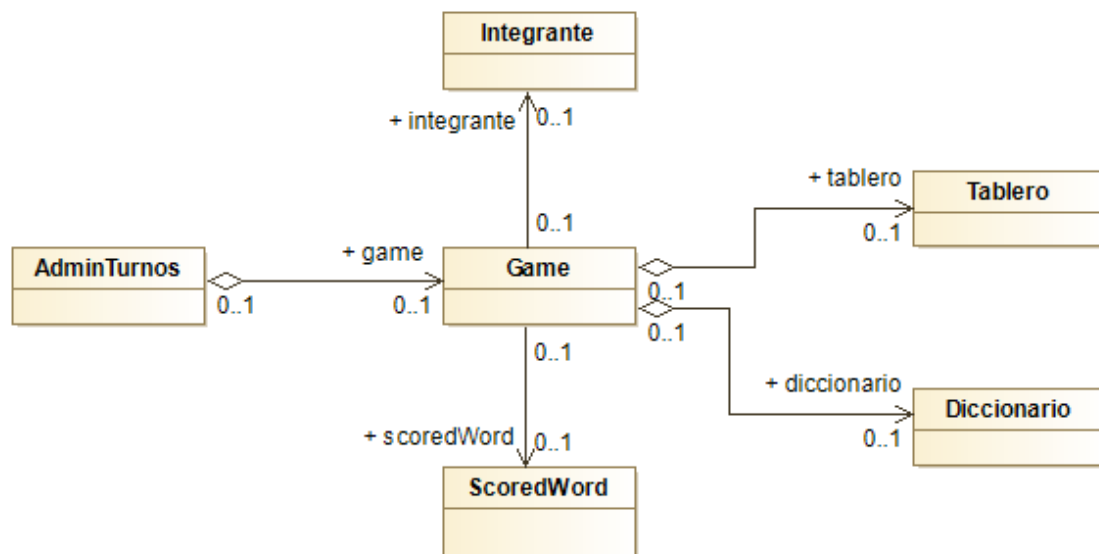 Integrante
+ integrante
0..1
0..1
+ tablero
Tablero
0..1
AdminTurnos
0..1
+ game
0..1
Game
0..1
0..1
0..1
+ diccionario
Diccionario
0..1
+ scoredWord
0..1
ScoredWord